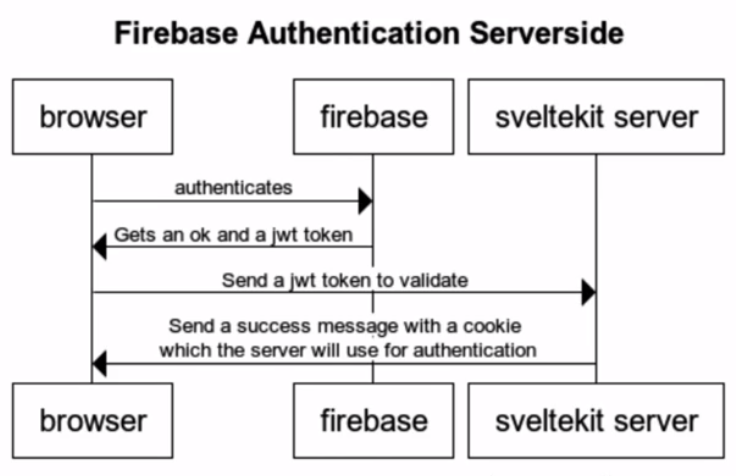 Firebase Authentication Serverside
browser
firebase
sveltekit server
authenticates
Gets an ok and a jwt token
Send a jwt token to validate
Send a success message with a cookie
which the server will use for authentication
browser
firebase
sveltekit server